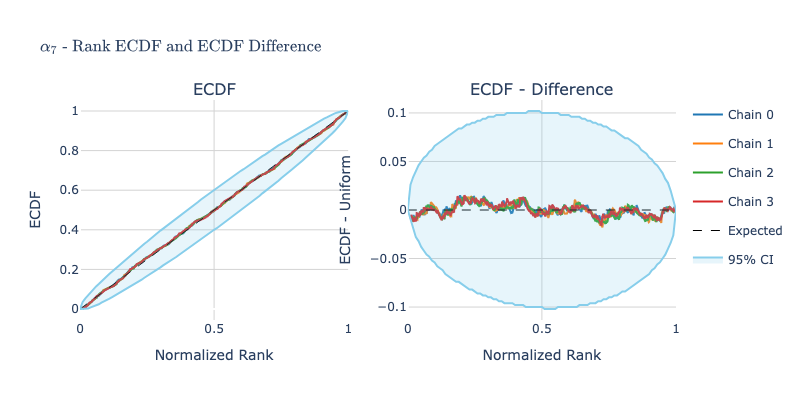 α₇ - Rank ECDF and ECDF Difference
ECDF
ECDF
1
0.8
0.6
0.4
0.2
0
0
0.5
1
Normalized Rank
ECDF - Difference
ECDF - Uniform
0.1
0.05
0
−0.05
−0.1
0
0.5
1
Normalized Rank
Chain 0
Chain 1
Chain 2
Chain 3
Expected
95% CI